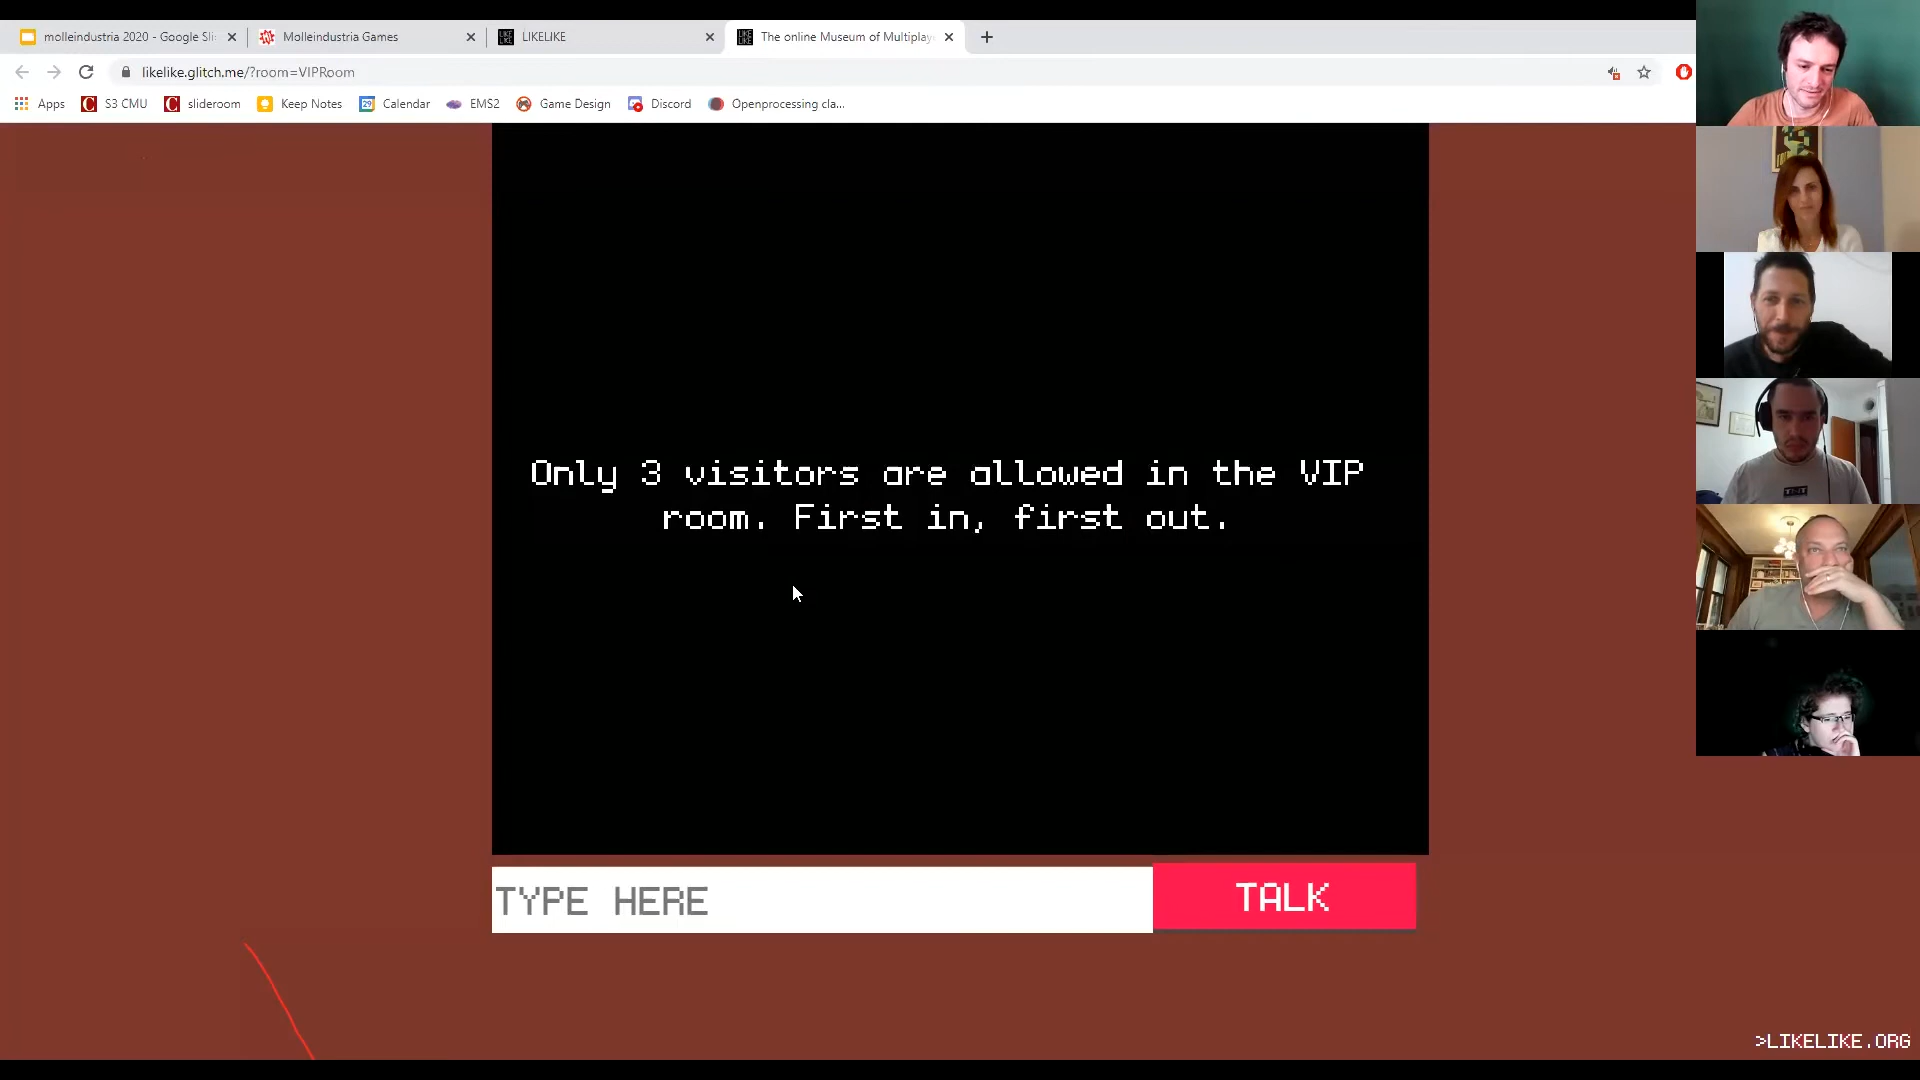 molleindustria 2020 - Google Sli
Molleindustria Games
LIKELIKE
The online Museum of Multiplay
likelike.glitch.me/?room=VIPRoom
Apps
S3 CMU
slideroom
Keep Notes
Calendar
EMS2
Game Design
Discord
Openprocessing cla...
Only 3 visitors are allowed in the VIP
room. First in, first out.
TYPE HERE
TALK
>LIKELIKE.ORG